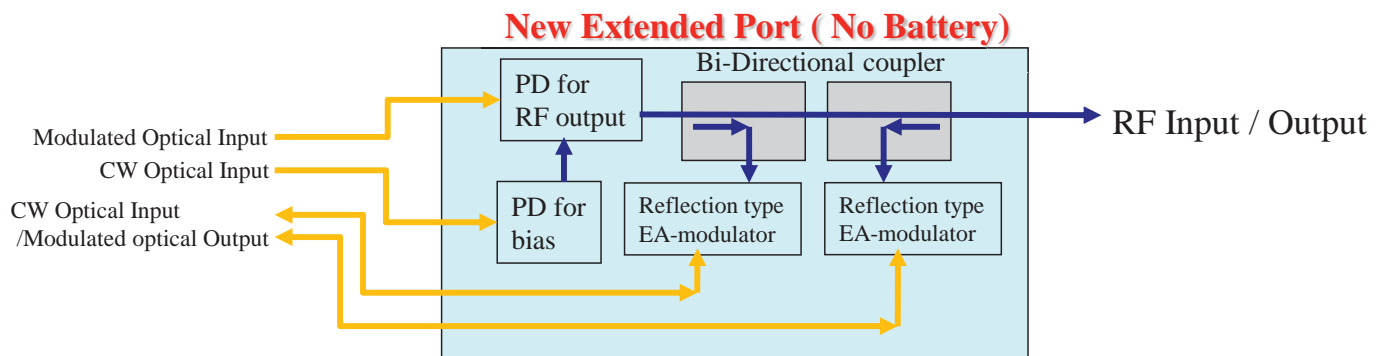 New Extended Port ( No Battery)
Bi-Directional coupler
PD for
RF output
Modulated Optical Input
CW Optical Input
CW Optical Input
/Modulated optical Output
PD for
bias
Reflection type
EA-modulator
Reflection type
EA-modulator
RF Input / Output